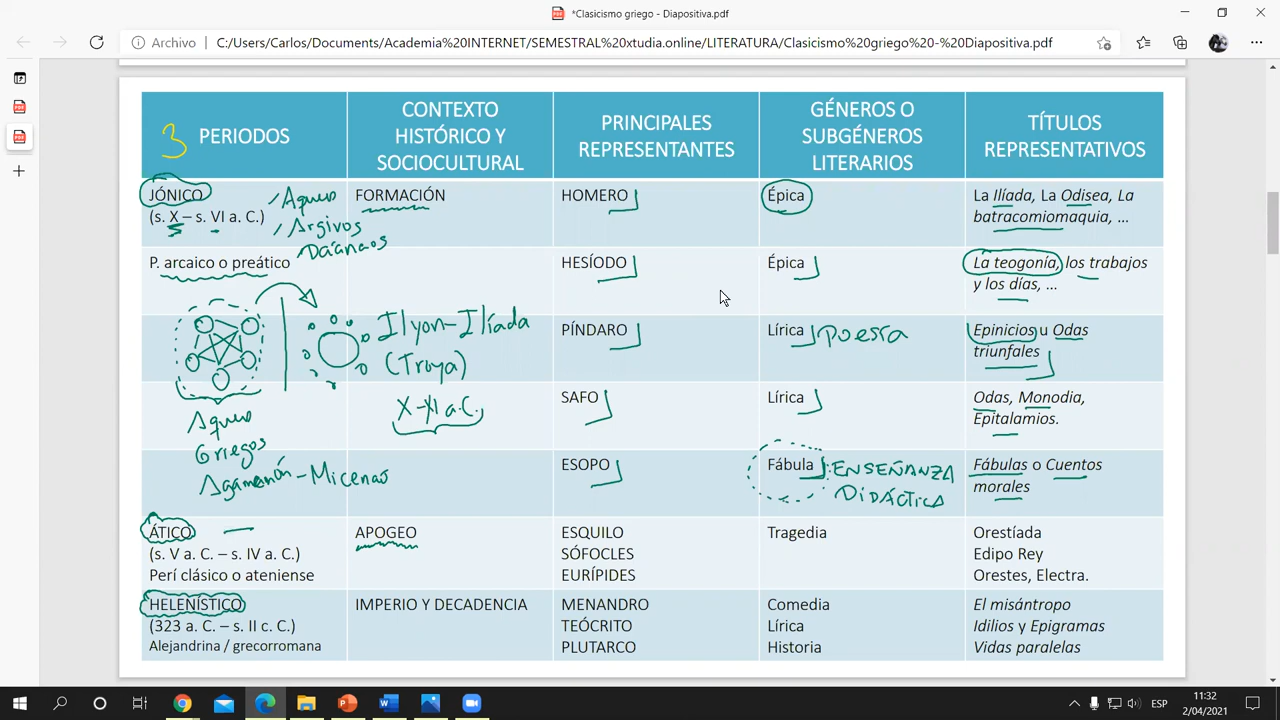 *Clasicismo griego - Diapositiva.pdf
Archivo
C:/Users/Carlos/Documents/Academia%20INTERNET/SEMESTRAL%20xtudia.online/LITERATURA/Clasicismo%20griego%20-%20Diapositiva.pdf
3 PERIODOS
CONTEXTO
HISTÓRICO Y
SOCIOCULTURAL
PRINCIPALES
REPRESENTANTES
GÉNEROS O
SUBGÉNEROS
LITERARIOS
TÍTULOS
REPRESENTATIVOS
JÓNICO
(s. X – s. VI a. C.)
Aqueo
Argivos
Dáanaos
FORMACIÓN
HOMERO
Épica
La Ilíada, La Odisea, La
batracomiomaquia, ...
P. arcaico o preático
HESÍODO
Épica
La teogonía, los trabajos
y los días, ...
Ilyon-Ilíada
(Troya)
PÍNDARO
Lírica
poesía
Epinicios u Odas
triunfales
X-XI a.C.
SAFO
Lírica
Odas, Monodia,
Epitalamios.
Aqueo
Griegos
Agamenón - Micenas
ESOPO
Fábula
ENSEÑANZA
DIDÁCTICA
Fábulas o Cuentos
morales
ÁTICO
(s. V a. C. – s. IV a. C.)
Perí clásico o ateniense
APOGEO
ESQUILO
SÓFOCLES
EURÍPIDES
Tragedia
Orestíada
Edipo Rey
Orestes, Electra.
HELENÍSTICO
(323 a. C. – s. II c. C.)
Alejandrina / grecorromana
IMPERIO Y DECADENCIA
MENANDRO
TEÓCRITO
PLUTARCO
Comedia
Lírica
Historia
El misántropo
Idilios y Epigramas
Vidas paralelas
ESP
11:32
2/04/2021